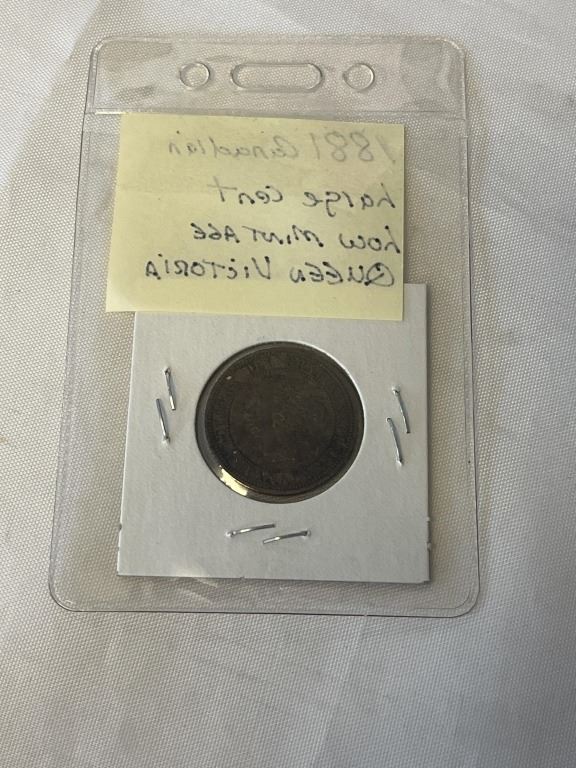 1881 Canadian
Large cent
Low MINTAGE
QUEEN VICTORIA